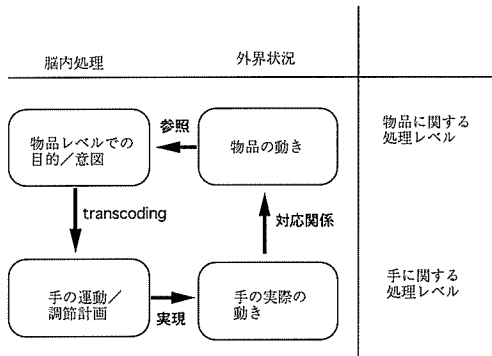 脳内処理
外界状況
物品レベルでの
目的／意図
参照
物品の動き
物品に関する
処理レベル
transcoding
対応関係
手の運動／
調節計画
実現
手の実際の
動き
手に関する
処理レベル